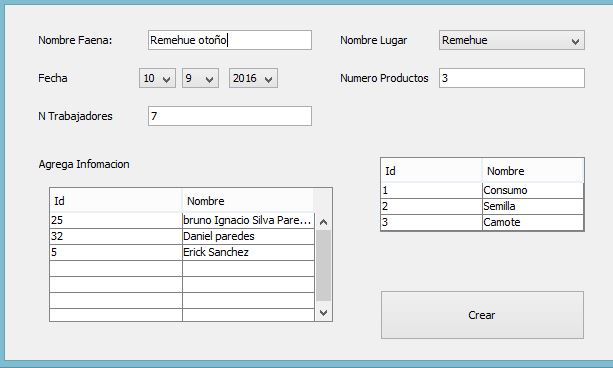 Nombre Faena: Remehue otoño Nombre Lugar Remehue
Fecha 10 9 2016 Numero Productos 3
N Trabajadores 7
Agrega Infomacion
Id Nombre
25 bruno Ignacio Silva Pare...
32 Daniel paredes
5 Erick Sanchez
Id Nombre
1 Consumo
2 Semilla
3 Camote
Crear